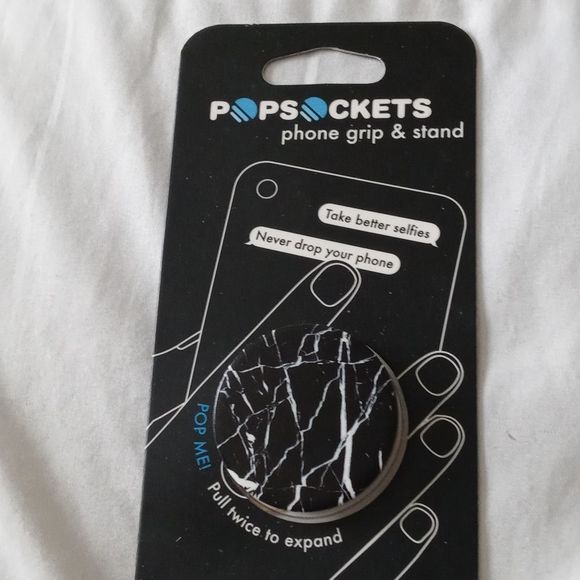 POPSOCKETS
phone grip & stand
Take better selfies
Never drop your phone
POP ME!
Pull twice to expand